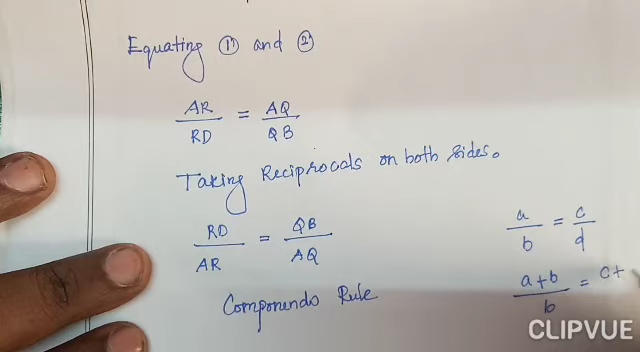 Equating ① and ②
AR/RD = AQ/QB
Taking Reciprocals on both sides.
RD/AR = QB/AQ
Componendo Rule
a/b = c/d
a+b/b = c+
CLIPVUE